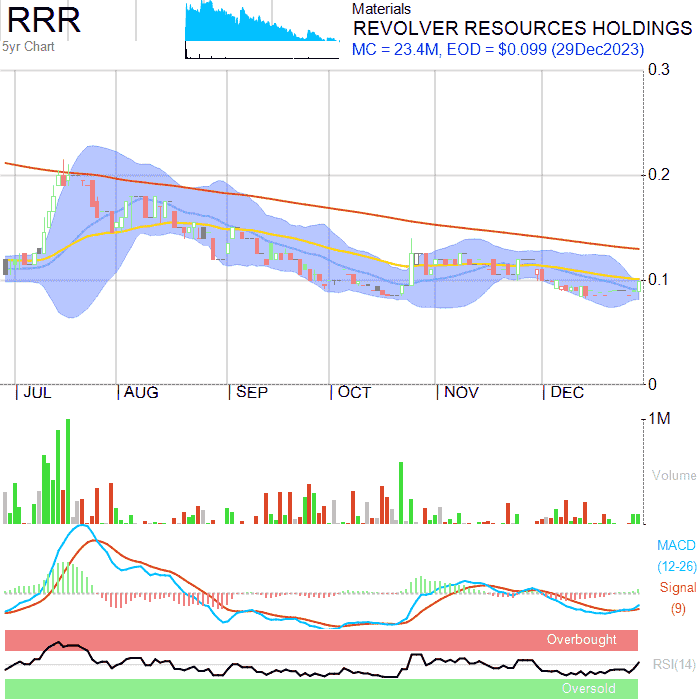 RRR
5yr Chart
Materials
REVOLVER RESOURCES HOLDINGS
MC = 23.4M, EOD = $0.099 (29Dec2023)
0.3
0.2
0.1
0
JUL AUG SEP OCT NOV DEC
1M
Volume
MACD
(12-26)
Signal
(9)
Overbought
RSI(14)
Oversold